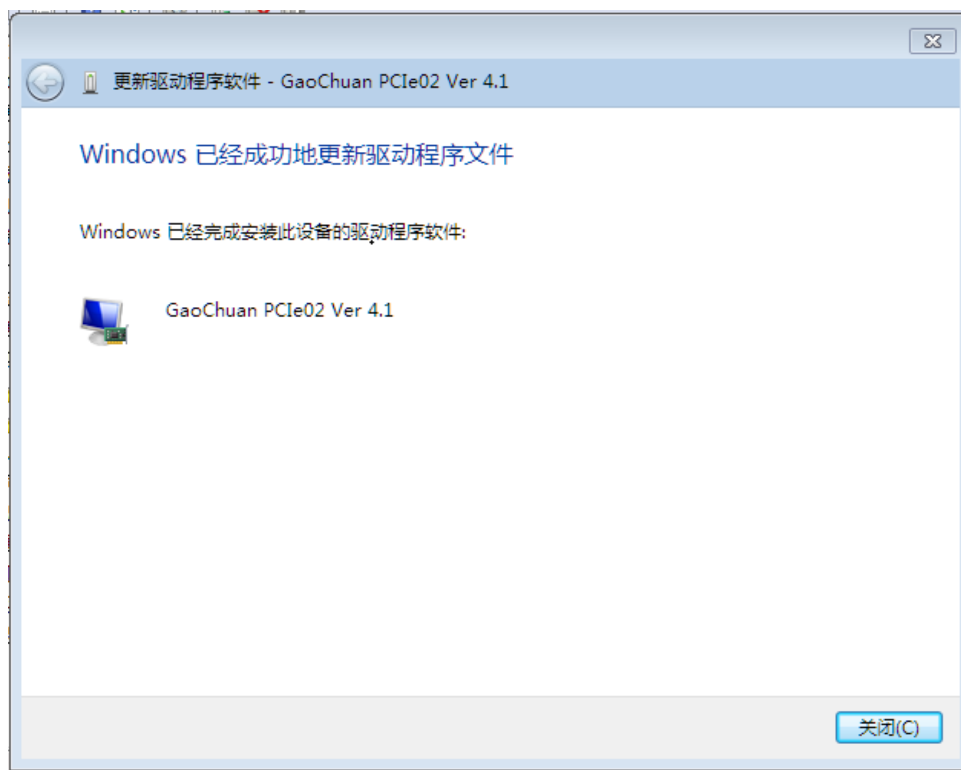 更新驱动程序软件 - GaoChuan PCIe02 Ver 4.1
Windows 已经成功地更新驱动程序文件
Windows 已经完成安装此设备的驱动程序软件:
GaoChuan PCIe02 Ver 4.1
关闭(C)